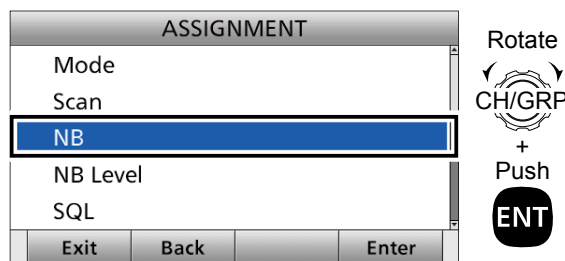 ASSIGNMENT
Mode
Scan
NB
NB Level
SQL
Exit Back Enter
Rotate
CH/GRP
+
Push
ENT